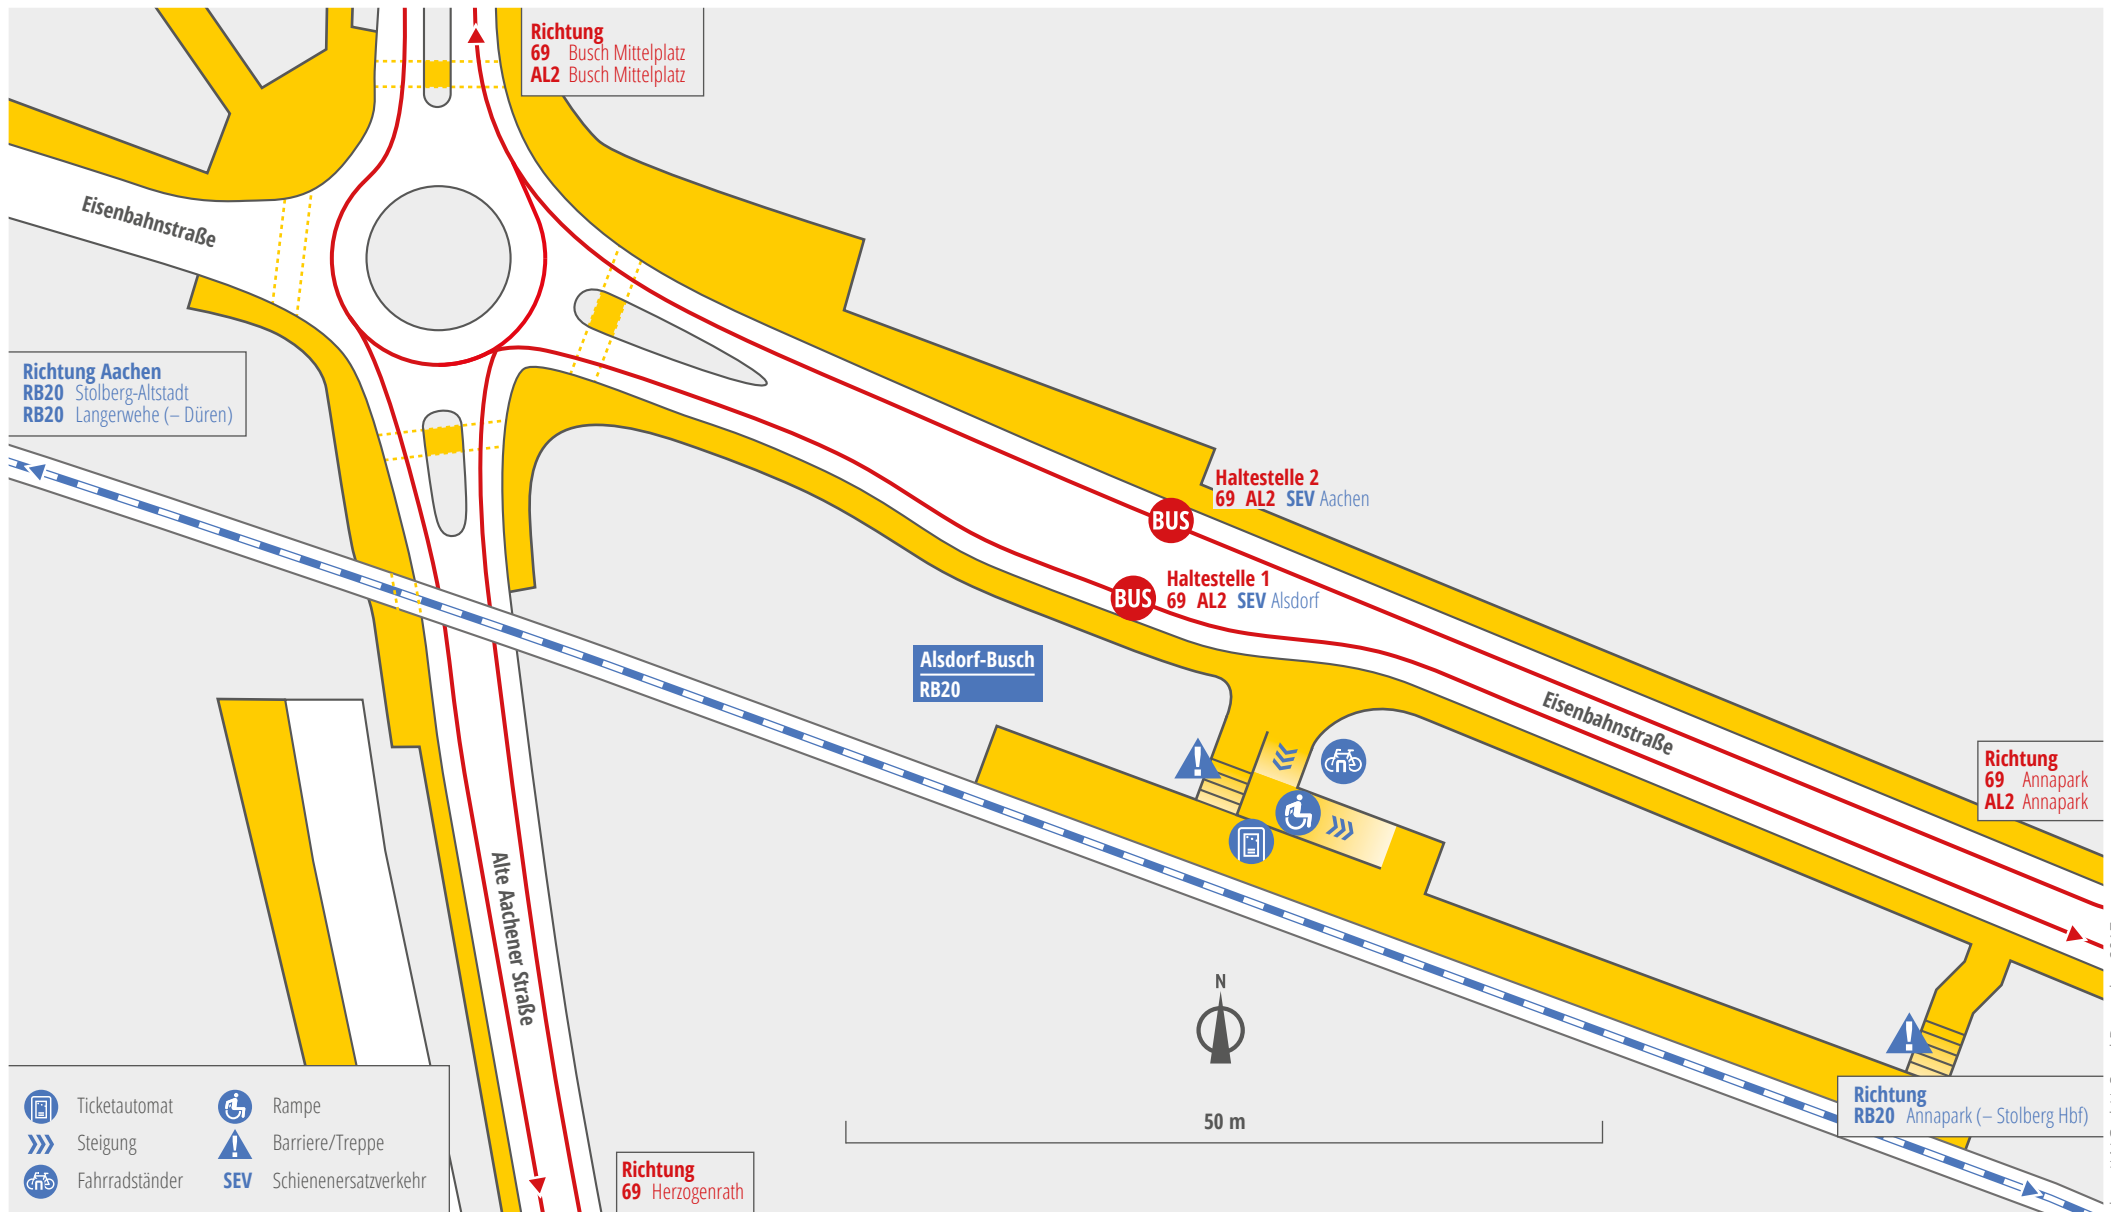 Richtung
69 Busch Mittelplatz
AL2 Busch Mittelplatz
Eisenbahnstraße
Richtung Aachen
RB20 Stolberg-Altstadt
RB20 Langerwehe (– Düren)
Haltestelle 2
69 AL2 SEV Aachen
BUS
Haltestelle 1
69 AL2 SEV Alsdorf
BUS
Alsdorf-Busch
RB20
Eisenbahnstraße
Richtung
69 Annapark
AL2 Annapark
Alte Aachener Straße
N
50 m
Richtung
RB20 Annapark (– Stolberg Hbf)
Ticketautomat
Rampe
Steigung
Barriere/Treppe
Fahrradständer
SEV Schienenersatzverkehr
Richtung
69 Herzogenrath